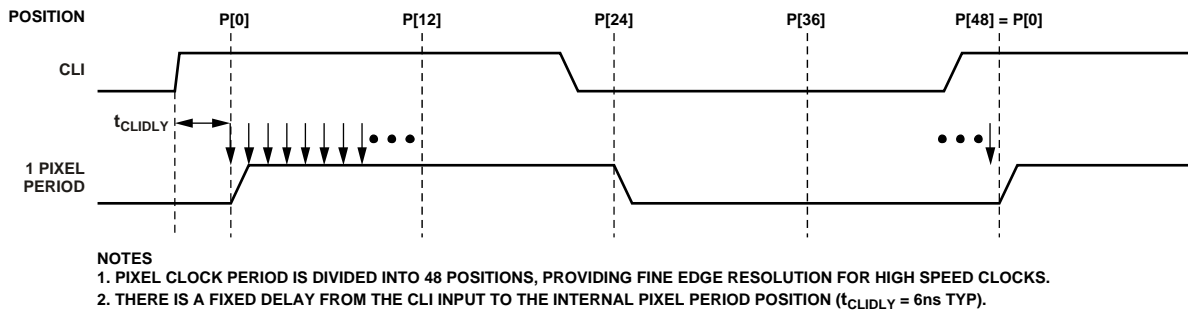 POSITION P[0] P[12] P[24] P[36] P[48] = P[0]
CLI
tCLIDLY
1 PIXEL
PERIOD
NOTES
1. PIXEL CLOCK PERIOD IS DIVIDED INTO 48 POSITIONS, PROVIDING FINE EDGE RESOLUTION FOR HIGH SPEED CLOCKS.
2. THERE IS A FIXED DELAY FROM THE CLI INPUT TO THE INTERNAL PIXEL PERIOD POSITION (tCLIDLY = 6ns TYP).